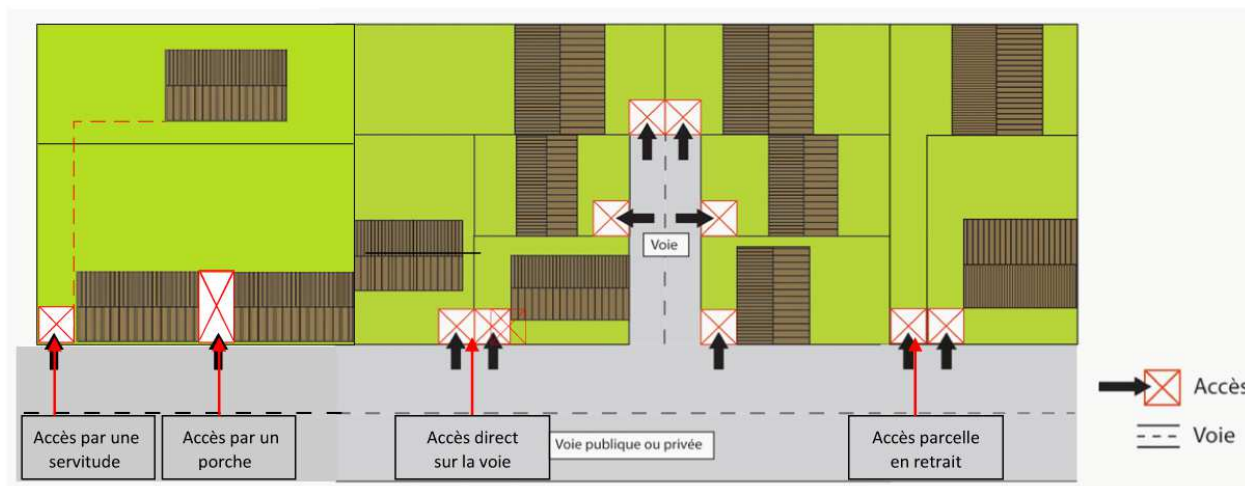 Voie
Accès
Voie
Accès par une
servitude
Accès par un
porche
Accès direct
sur la voie
Voie publique ou privée
Accès parcelle
en retrait